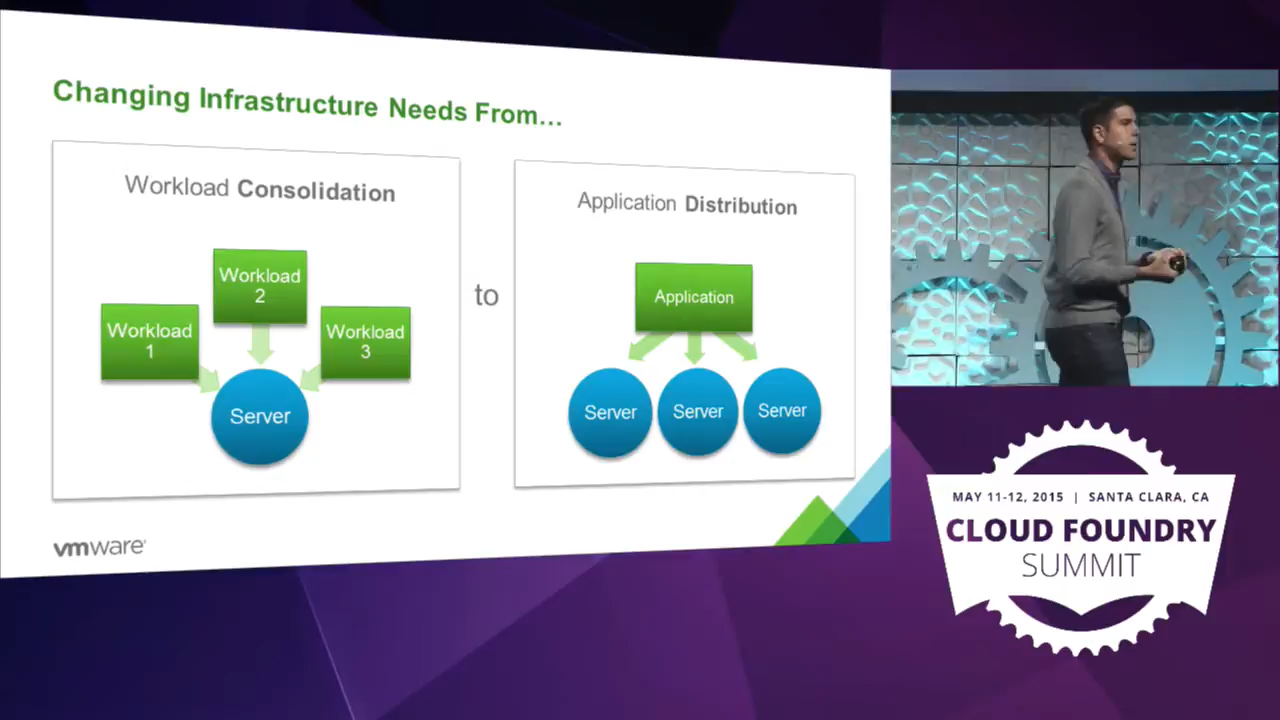 Changing Infrastructure Needs From...
Workload Consolidation
Workload
1
Workload
2
Workload
3
Server
to
Application Distribution
Application
Server
Server
Server
vmware®
MAY 11-12, 2015 | SANTA CLARA, CA
CLOUD FOUNDRY
SUMMIT